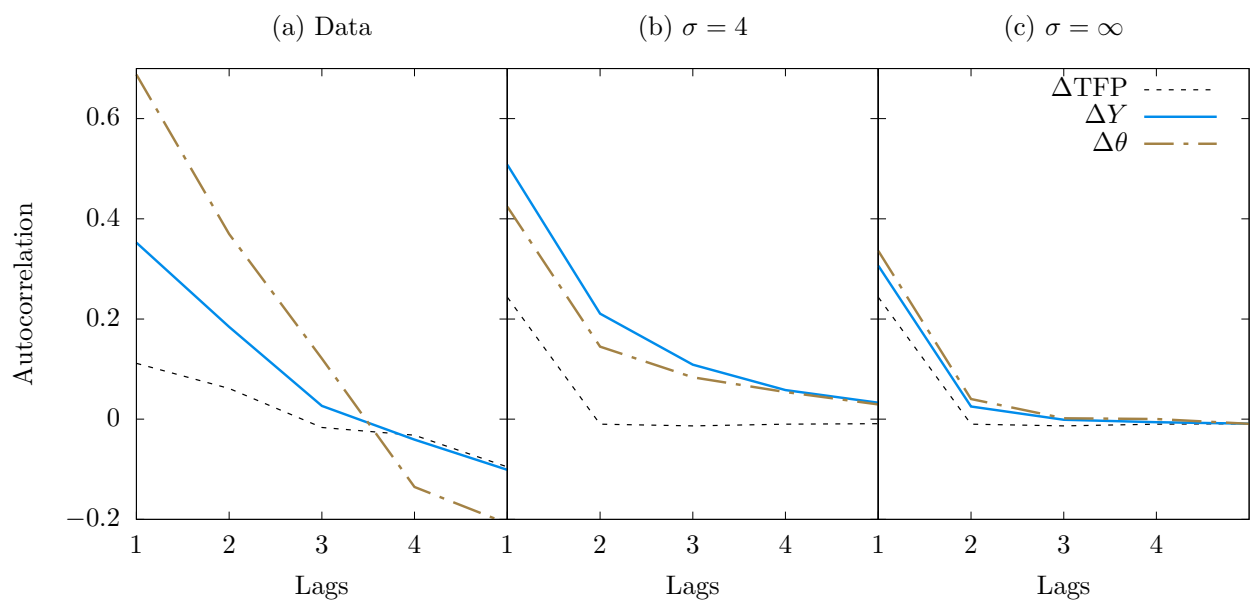 (a) Data
(b) σ = 4
(c) σ = ∞
ΔTFP
ΔY
Δθ
Autocorrelation
0.6
0.4
0.2
0
−0.2
1 2 3 4 1 2 3 4 1 2 3 4
Lags
Lags
Lags